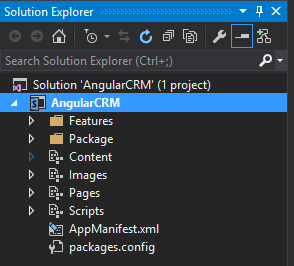 Solution Explorer
Search Solution Explorer (Ctrl+;)
Solution 'AngularCRM' (1 project)
AngularCRM
Features
Package
Content
Images
Pages
Scripts
AppManifest.xml
packages.config